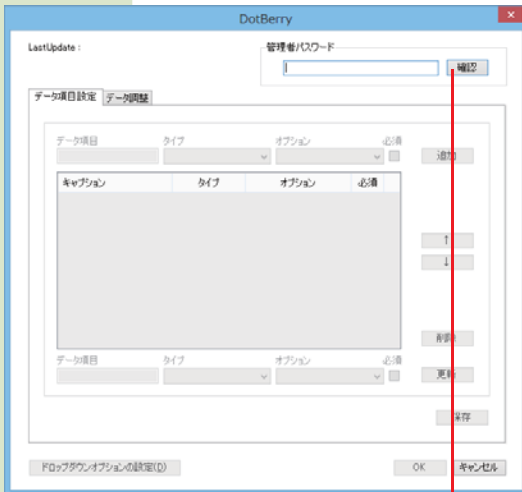 DotBerry
LastUpdate :
管理者パスワード
確認
データ項目設定 データ調整
データ項目 タイプ オプション 必須
追加
キャプション タイプ オプション 必須
↑
↓
削除
データ項目 タイプ オプション 必須
更新
保存
ドロップダウンオプションの設定(D) OK キャンセル